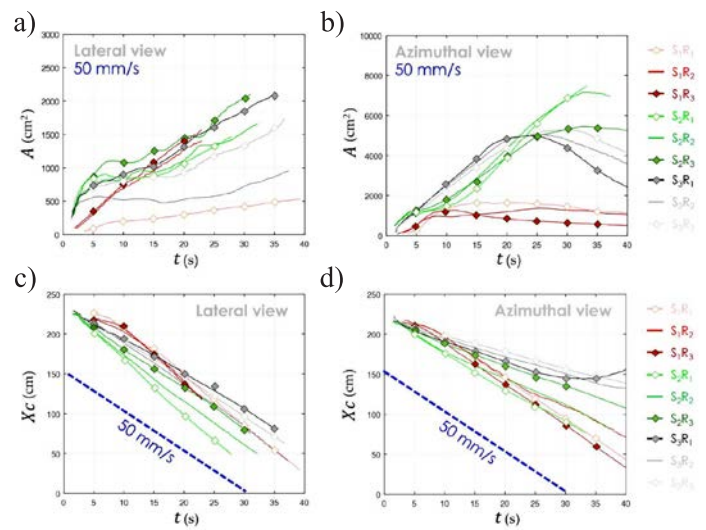 a)
Lateral view
50 mm/s
A (cm²)
3000
2500
2000
1500
1000
500
0
0 5 10 15 20 25 30 35 40
t (s)
b)
Azimuthal view
50 mm/s
A (cm²)
10000
8000
6000
4000
2000
0
0 5 10 15 20 25 30 35 40
t (s)
S₁R₁
S₁R₂
S₁R₃
S₂R₁
S₂R₂
S₂R₃
S₃R₁
S₃R₂
S₃R₃
c)
Lateral view
Xc (cm)
250
200
150
100
50
0
50 mm/s
0 5 10 15 20 25 30 35 40
t (s)
d)
Azimuthal view
Xc (cm)
250
200
150
100
50
0
50 mm/s
0 5 10 15 20 25 30 35 40
t (s)
S₁R₁
S₁R₂
S₁R₃
S₂R₁
S₂R₂
S₂R₃
S₃R₁
S₃R₂
S₃R₃